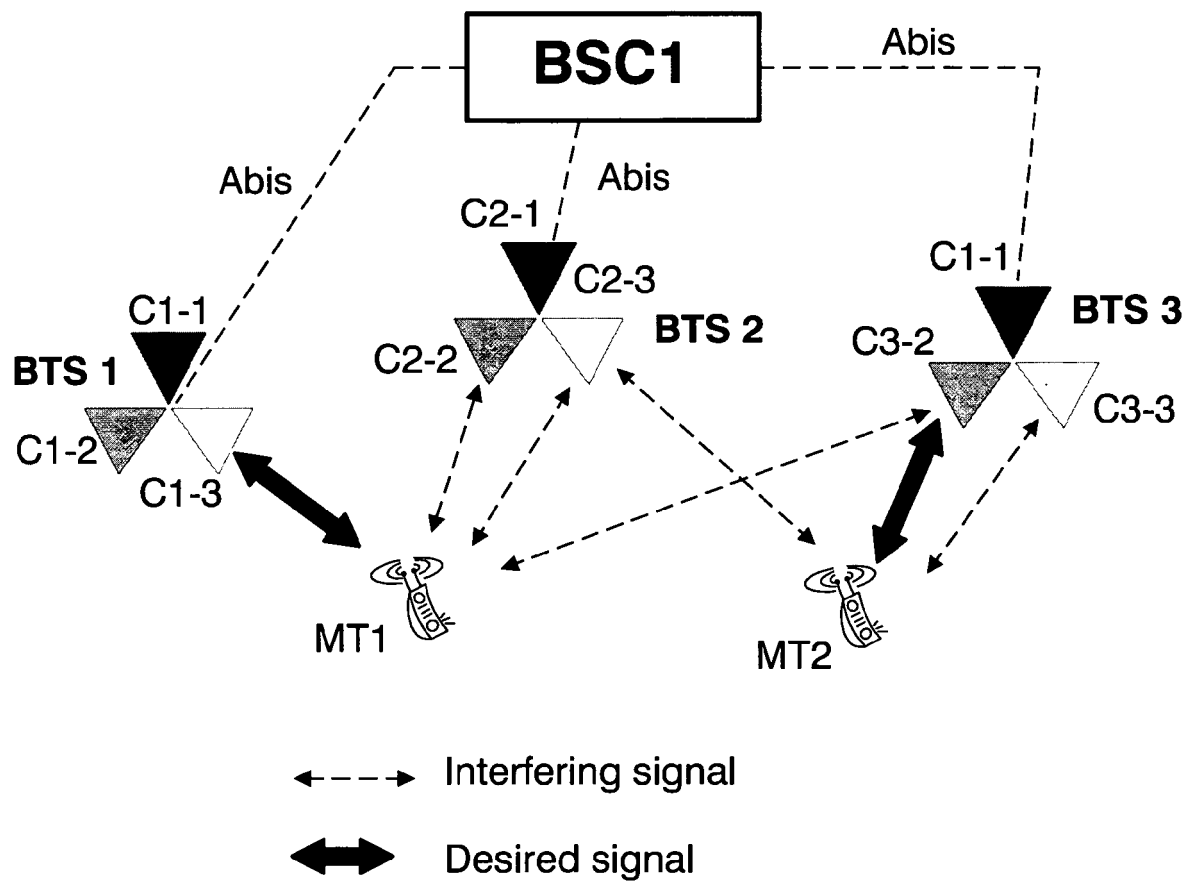 BSC1
Abis
Abis
Abis
C2-1
C2-3
C2-2
BTS 2
C1-1
BTS 3
C3-2
C3-3
C1-1
BTS 1
C1-2
C1-3
MT1
MT2
Interfering signal
Desired signal